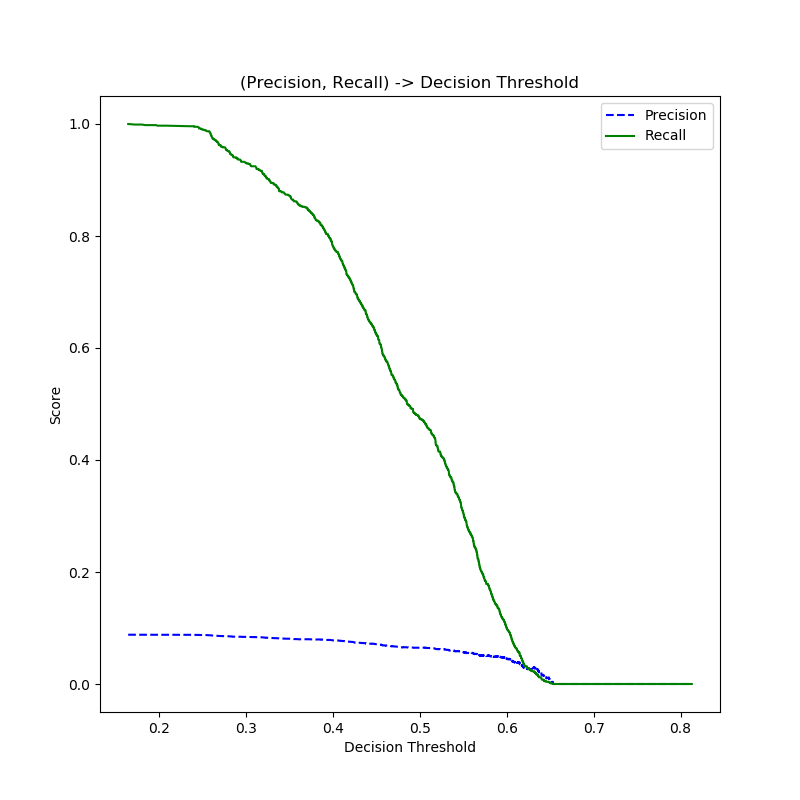 (Precision, Recall) -> Decision Threshold
Precision
Recall
1.0
0.8
0.6
0.4
0.2
0.0
Score
0.2 0.3 0.4 0.5 0.6 0.7 0.8
Decision Threshold